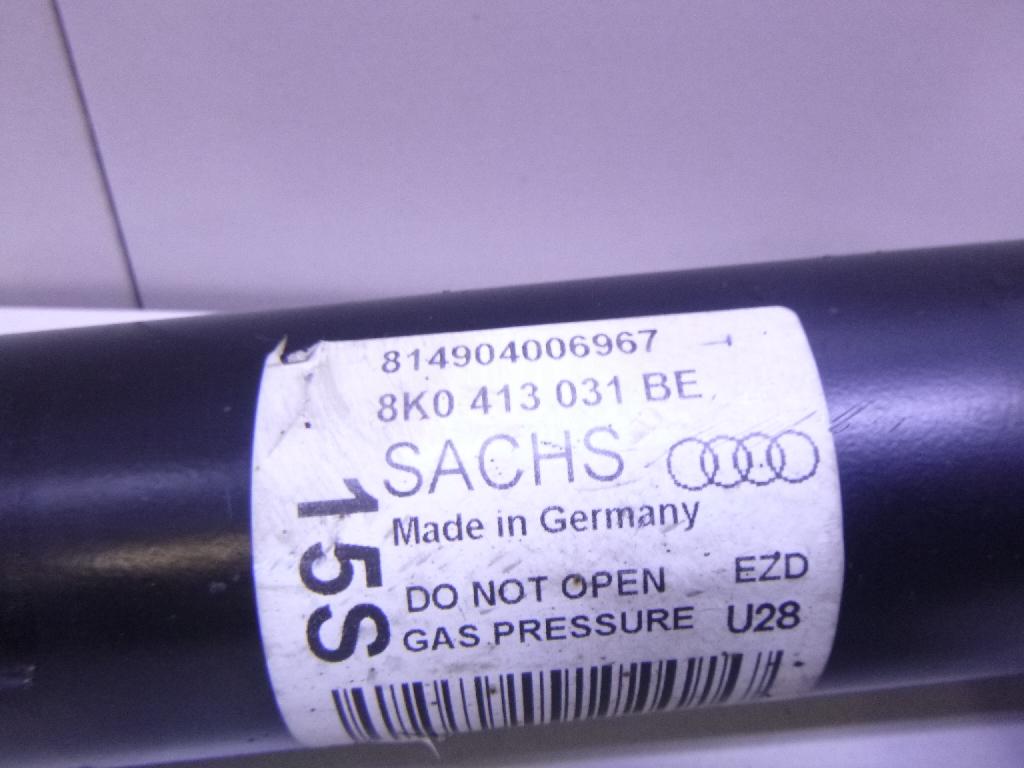 814904006967
8K0 413 031 BE
SACHS
Made in Germany
DO NOT OPEN EZD
GAS PRESSURE U28
15S